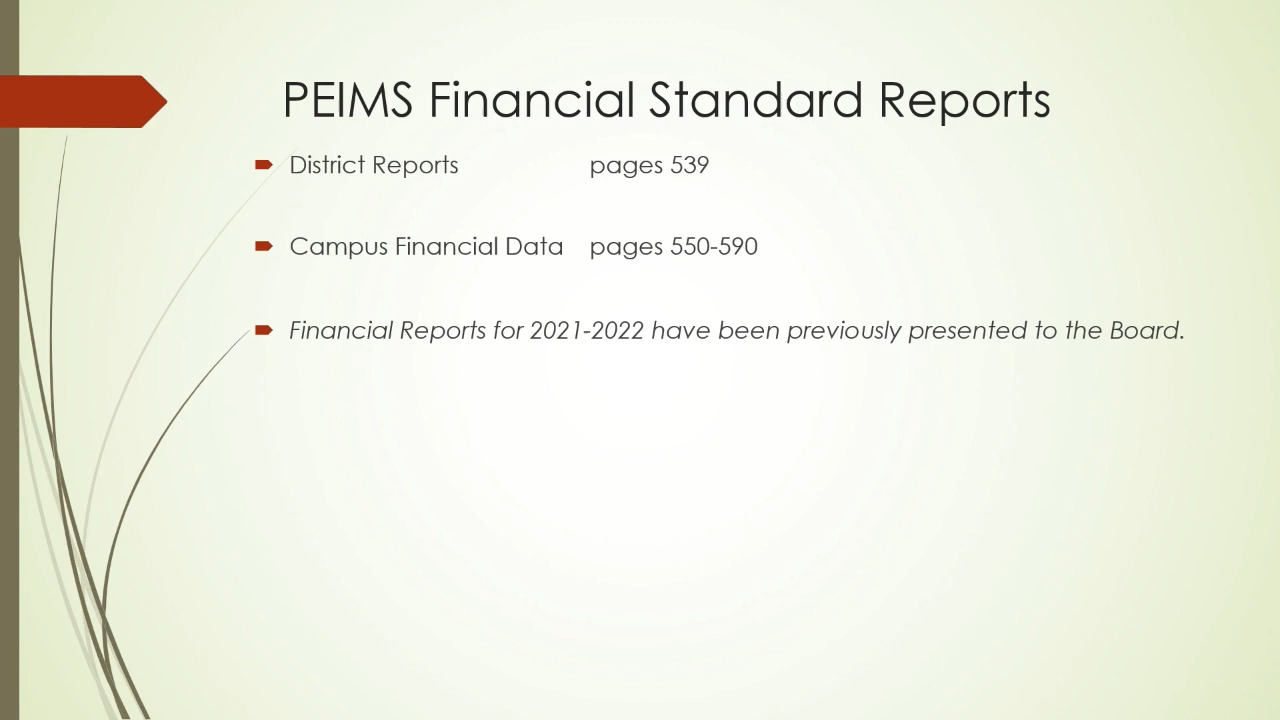 PEIMS Financial Standard Reports
District Reports pages 539
Campus Financial Data pages 550-590
Financial Reports for 2021-2022 have been previously presented to the Board.